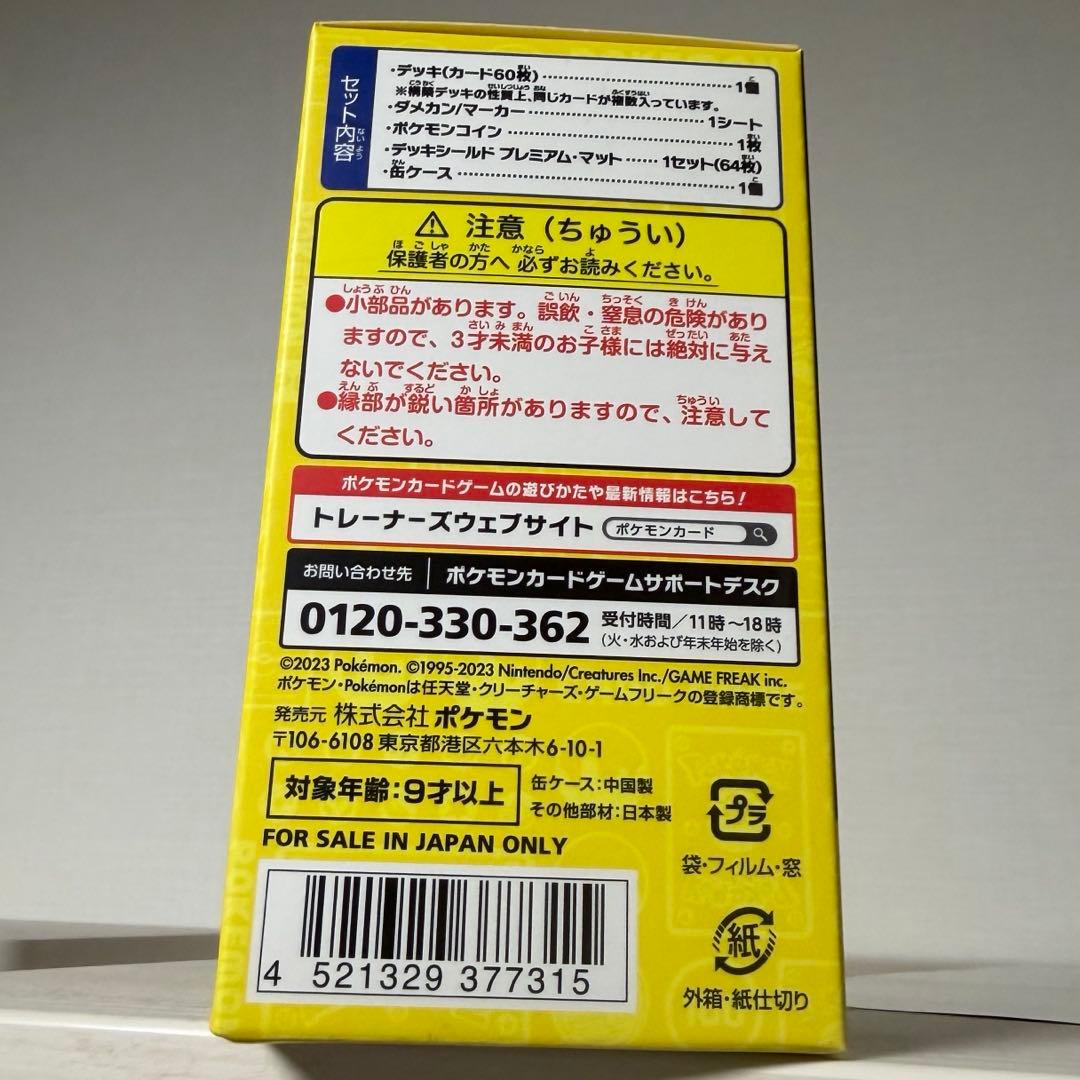 セット内容
・デッキ(カード60枚)…………1個
※構築デッキの性質上、同じカードが複数入っています。
・ダメカン/マーカー…………1シート
・ポケモンコイン…………1枚
・デッキシールド プレミアム・マット……1セット(64枚)
・缶ケース…………1個
⚠ 注意(ちゅうい)
保護者の方へ 必ずお読みください。
●小部品があります。誤飲・窒息の危険があり
ますので、3才未満のお子様には絶対に与え
ないでください。
●縁部が鋭い箇所がありますので、注意して
ください。
ポケモンカードゲームの遊びかたや最新情報はこちら!
トレーナーズウェブサイト ポケモンカード
お問い合わせ先 ポケモンカードゲームサポートデスク
0120-330-362 受付時間/11時~18時
(火・水および年末年始を除く)
©2023 Pokémon. ©1995-2023 Nintendo/Creatures Inc./GAME FREAK inc.
ポケモン・Pokémonは任天堂・クリーチャーズ・ゲームフリークの登録商標です。
発売元 株式会社 ポケモン
〒106-6108 東京都港区六本木6-10-1
対象年齢:9才以上
缶ケース:中国製
その他部材:日本製
FOR SALE IN JAPAN ONLY
プラ
袋・フィルム・窓
4 521329 377315
紙
外箱・紙仕切り